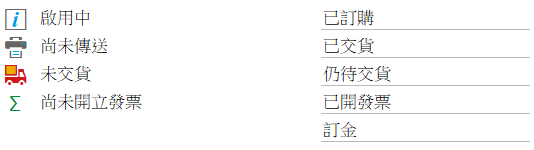 啟用中
尚未傳送
未交貨
尚未開立發票
已訂購
已交貨
仍待交貨
已開發票
訂金